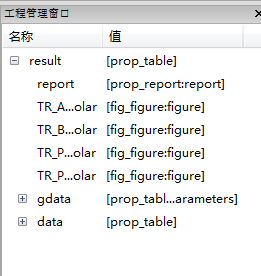 工程管理窗口
名称 值
result [prop_table]
report [prop_report:report]
TR_A...olar [fig_figure:figure]
TR_B...olar [fig_figure:figure]
TR_P...olar [fig_figure:figure]
TR_P...olar [fig_figure:figure]
gdata [prop_tabl...arameters]
data [prop_table]